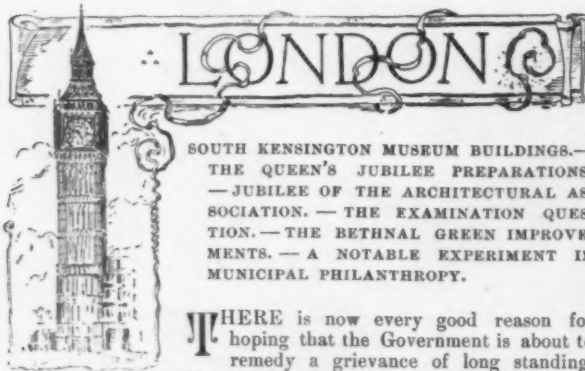 LONDON
SOUTH KENSINGTON MUSEUM BUILDINGS.—
THE QUEEN'S JUBILEE PREPARATIONS
— JUBILEE OF THE ARCHITECTURAL AS
SOCIATION. — THE EXAMINATION QUES
TION. — THE BETHNAL GREEN IMPROVE
MENTS. — A NOTABLE EXPERIMENT IN
MUNICIPAL PHILANTHROPY.
THERE is now every good reason for
hoping that the Government is about to
remedy a grievance of long standing